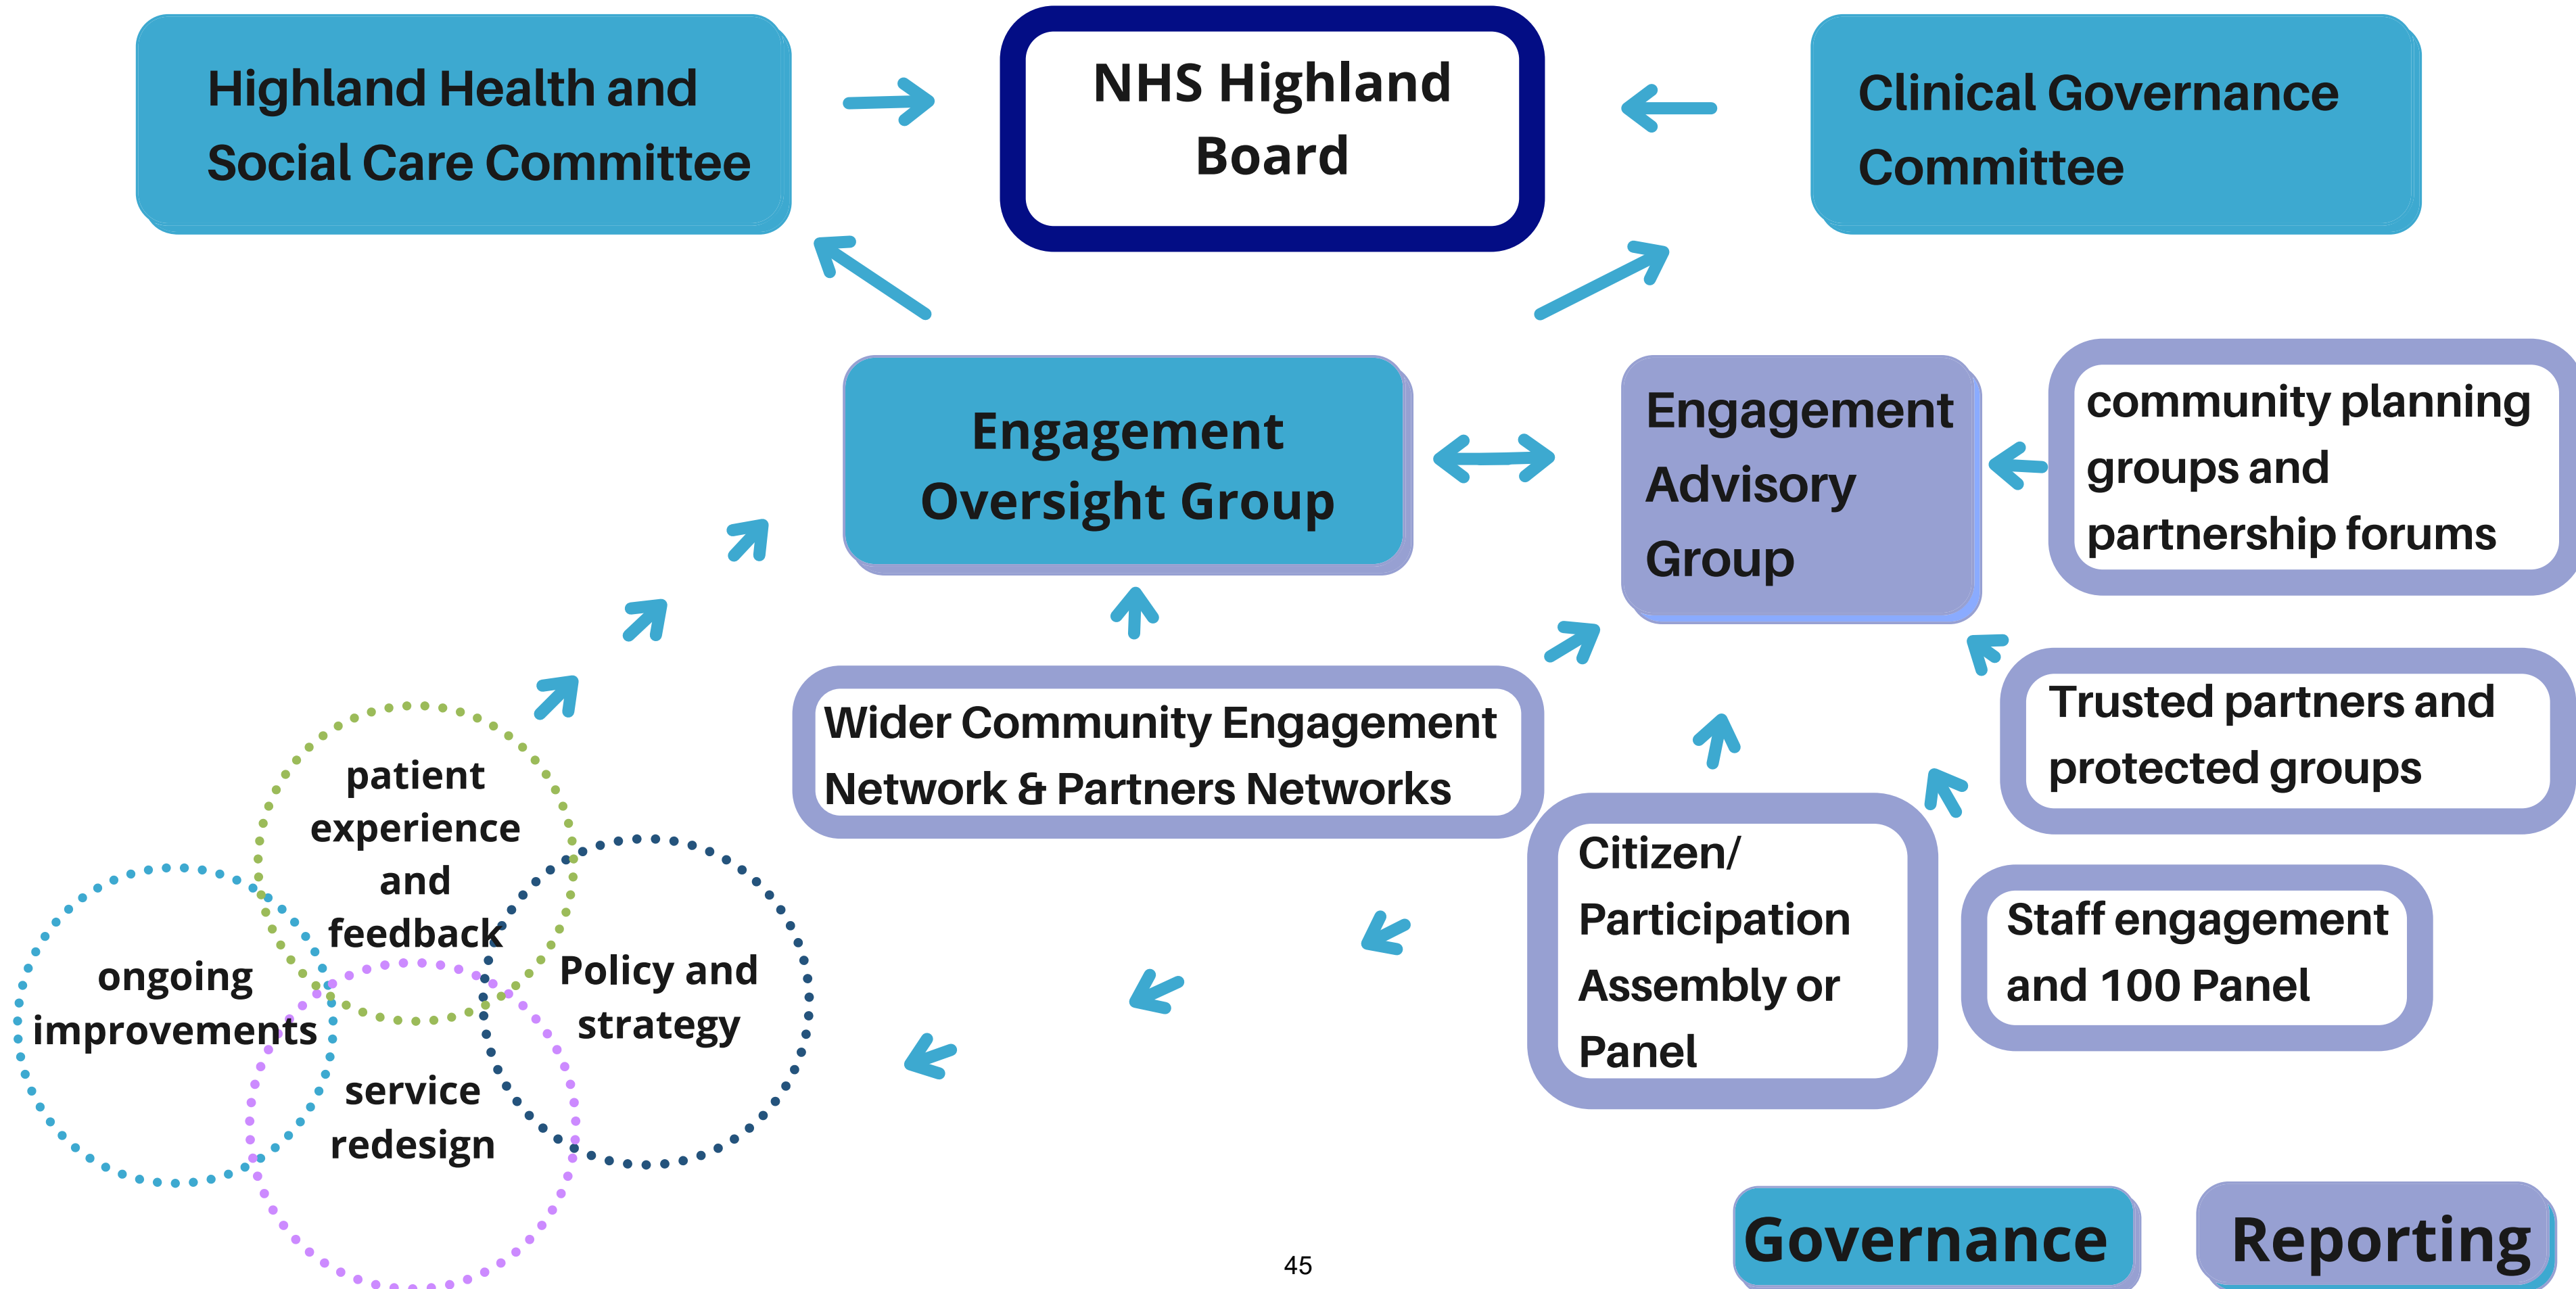 Highland Health and
Social Care Committee
NHS Highland
Board
Clinical Governance
Committee
Engagement
Oversight Group
Engagement
Advisory
Group
community planning
groups and
partnership forums
Wider Community Engagement
Network & Partners Networks
Trusted partners and
protected groups
Citizen/
Participation
Assembly or
Panel
Staff engagement
and 100 Panel
patient
experience
and
feedback
ongoing
improvements
Policy and
strategy
service
redesign
Governance
Reporting
45